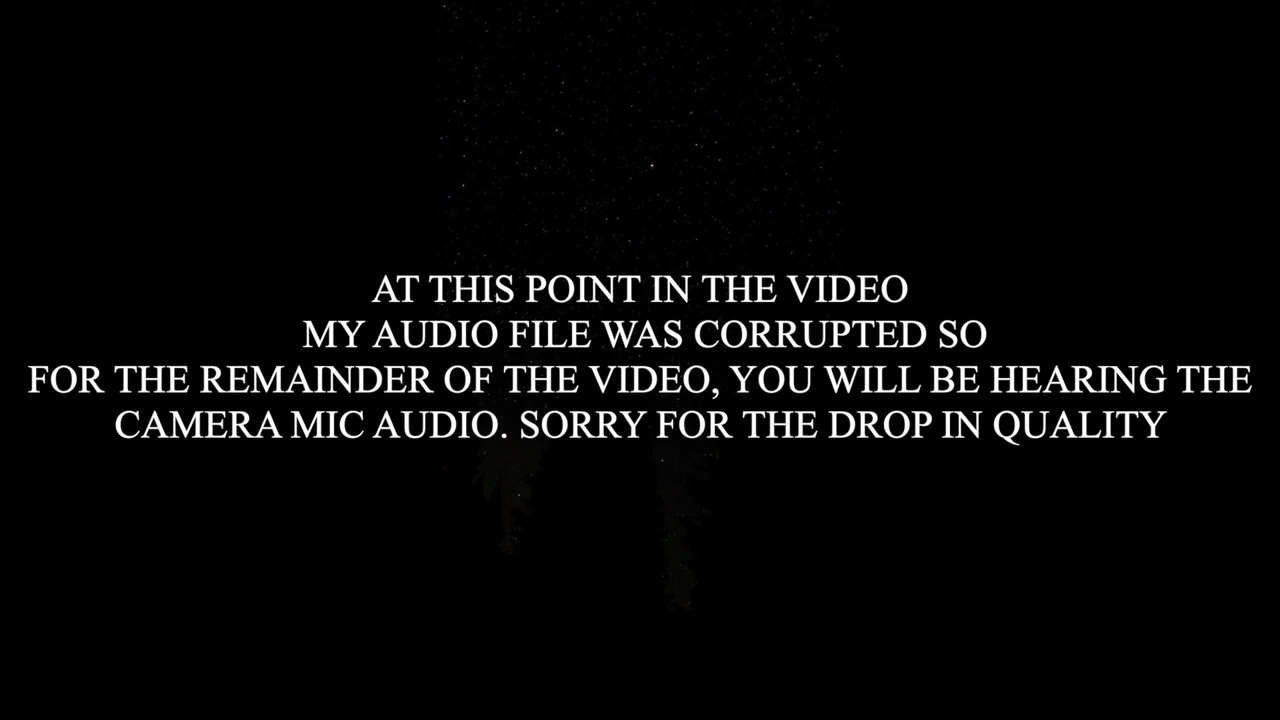 AT THIS POINT IN THE VIDEO
MY AUDIO FILE WAS CORRUPTED SO
FOR THE REMAINDER OF THE VIDEO, YOU WILL BE HEARING THE
CAMERA MIC AUDIO. SORRY FOR THE DROP IN QUALITY